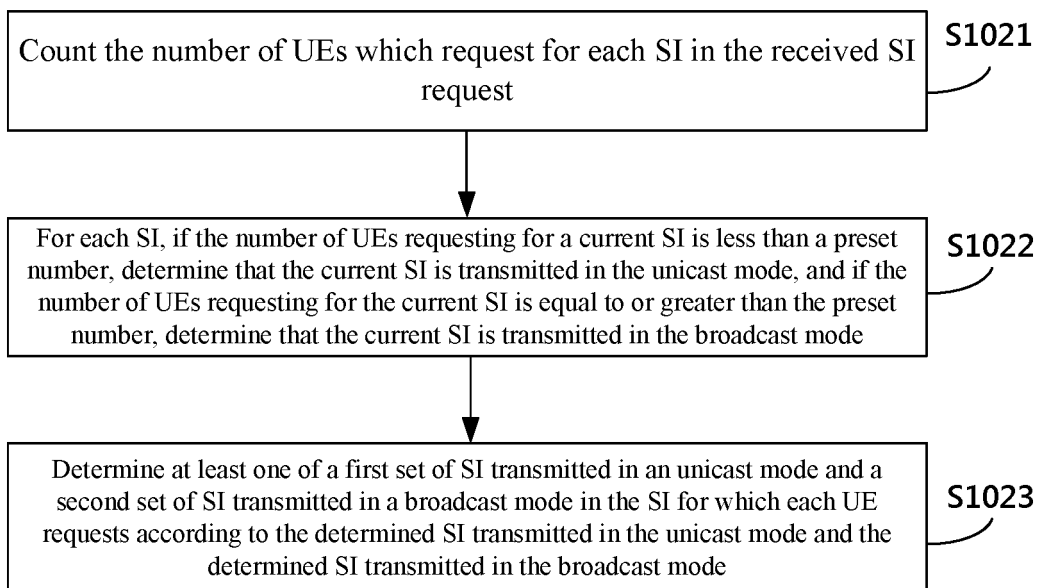 Count the number of UEs which request for each SI in the received SI
request
S1021
For each SI, if the number of UEs requesting for a current SI is less than a preset
number, determine that the current SI is transmitted in the unicast mode, and if the
number of UEs requesting for the current SI is equal to or greater than the preset
number, determine that the current SI is transmitted in the broadcast mode
S1022
Determine at least one of a first set of SI transmitted in an unicast mode and a
second set of SI transmitted in a broadcast mode in the SI for which each UE
requests according to the determined SI transmitted in the unicast mode and the
determined SI transmitted in the broadcast mode
S1023